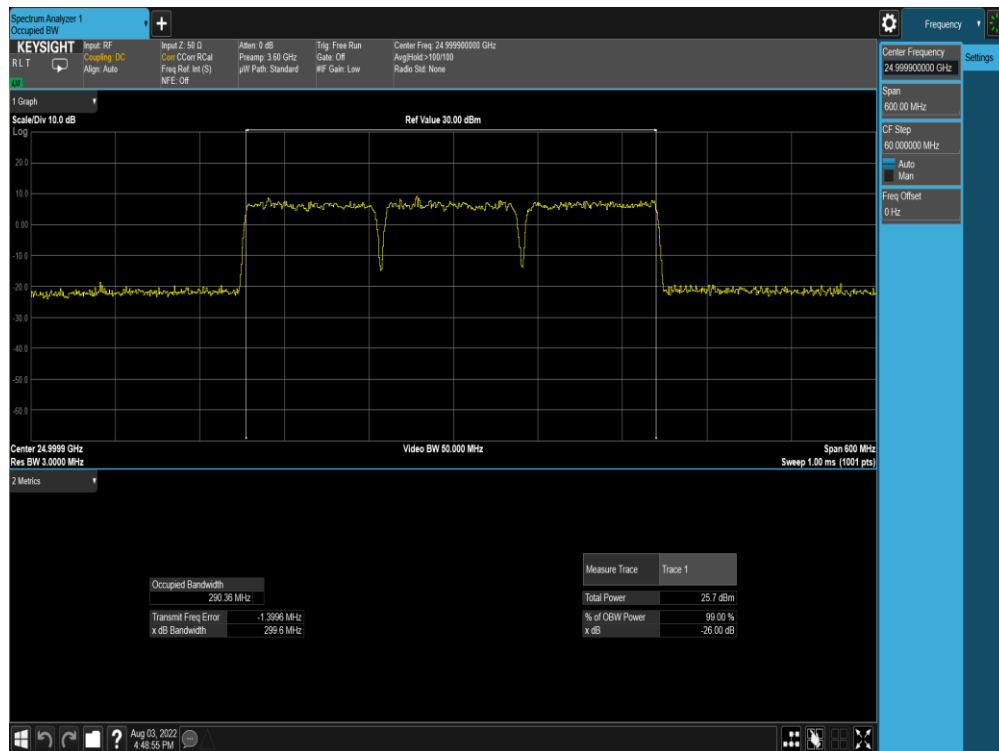 Spectrum Analyzer 1
Occupied BW
+
Frequency
KEYSIGHT
RLT
LXI
Input: RF
Coupling: DC
Align: Auto
Input Z: 50 Ω
Corr CCorr RCal
Freq Ref: Int (S)
NFE: Off
Atten: 0 dB
Preamp: 3.60 GHz
µW Path: Standard
Trig: Free Run
Gate: Off
#IF Gain: Low
Center Freq: 24.999900000 GHz
Avg|Hold:>100/100
Radio Std: None
Center Frequency
24.999900000 GHz
Settings
Span
600.00 MHz
CF Step
60.000000 MHz
Auto
Man
Freq Offset
0 Hz
1 Graph
Scale/Div 10.0 dB
Ref Value 30.00 dBm
Log
20.0
10.0
0.00
-10.0
-20.0
-30.0
-40.0
-50.0
-60.0
Center 24.9999 GHz
Video BW 50.000 MHz
Span 600 MHz
Res BW 3.0000 MHz
Sweep 1.00 ms (1001 pts)
2 Metrics
Measure Trace
Trace 1
Occupied Bandwidth
290.36 MHz
Total Power
25.7 dBm
Transmit Freq Error
-1.3996 MHz
% of OBW Power
99.00 %
x dB Bandwidth
299.6 MHz
x dB
-26.00 dB
?
Aug 03, 2022
4:48:55 PM